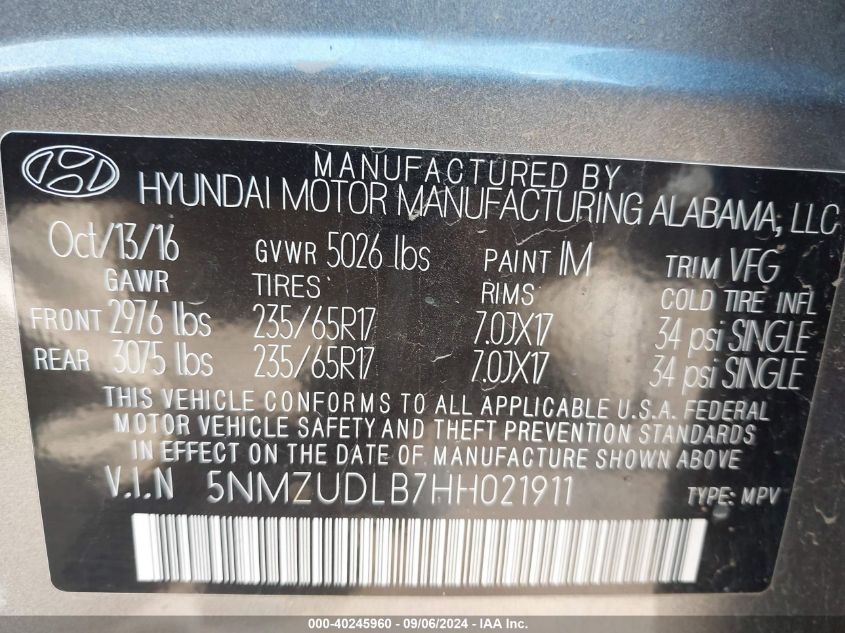 MANUFACTURED BY
HYUNDAI MOTOR MANUFACTURING ALABAMA, LLC
Oct/13/16 GVWR 5026 lbs PAINT IM TRIM VFG
GAWR TIRES RIMS COLD TIRE INFL
FRONT 2976 lbs 235/65R17 7.0JX17 34 psi SINGLE
REAR 3075 lbs 235/65R17 7.0JX17 34 psi SINGLE
THIS VEHICLE CONFORMS TO ALL APPLICABLE U.S.A. FEDERAL
MOTOR VEHICLE SAFETY AND THEFT PREVENTION STANDARDS
IN EFFECT ON THE DATE OF MANUFACTURE SHOWN ABOVE.
V.I.N 5NMZUDLB7HH021911 TYPE: MPV
000-40245960 - 09/06/2024 - IAA Inc.